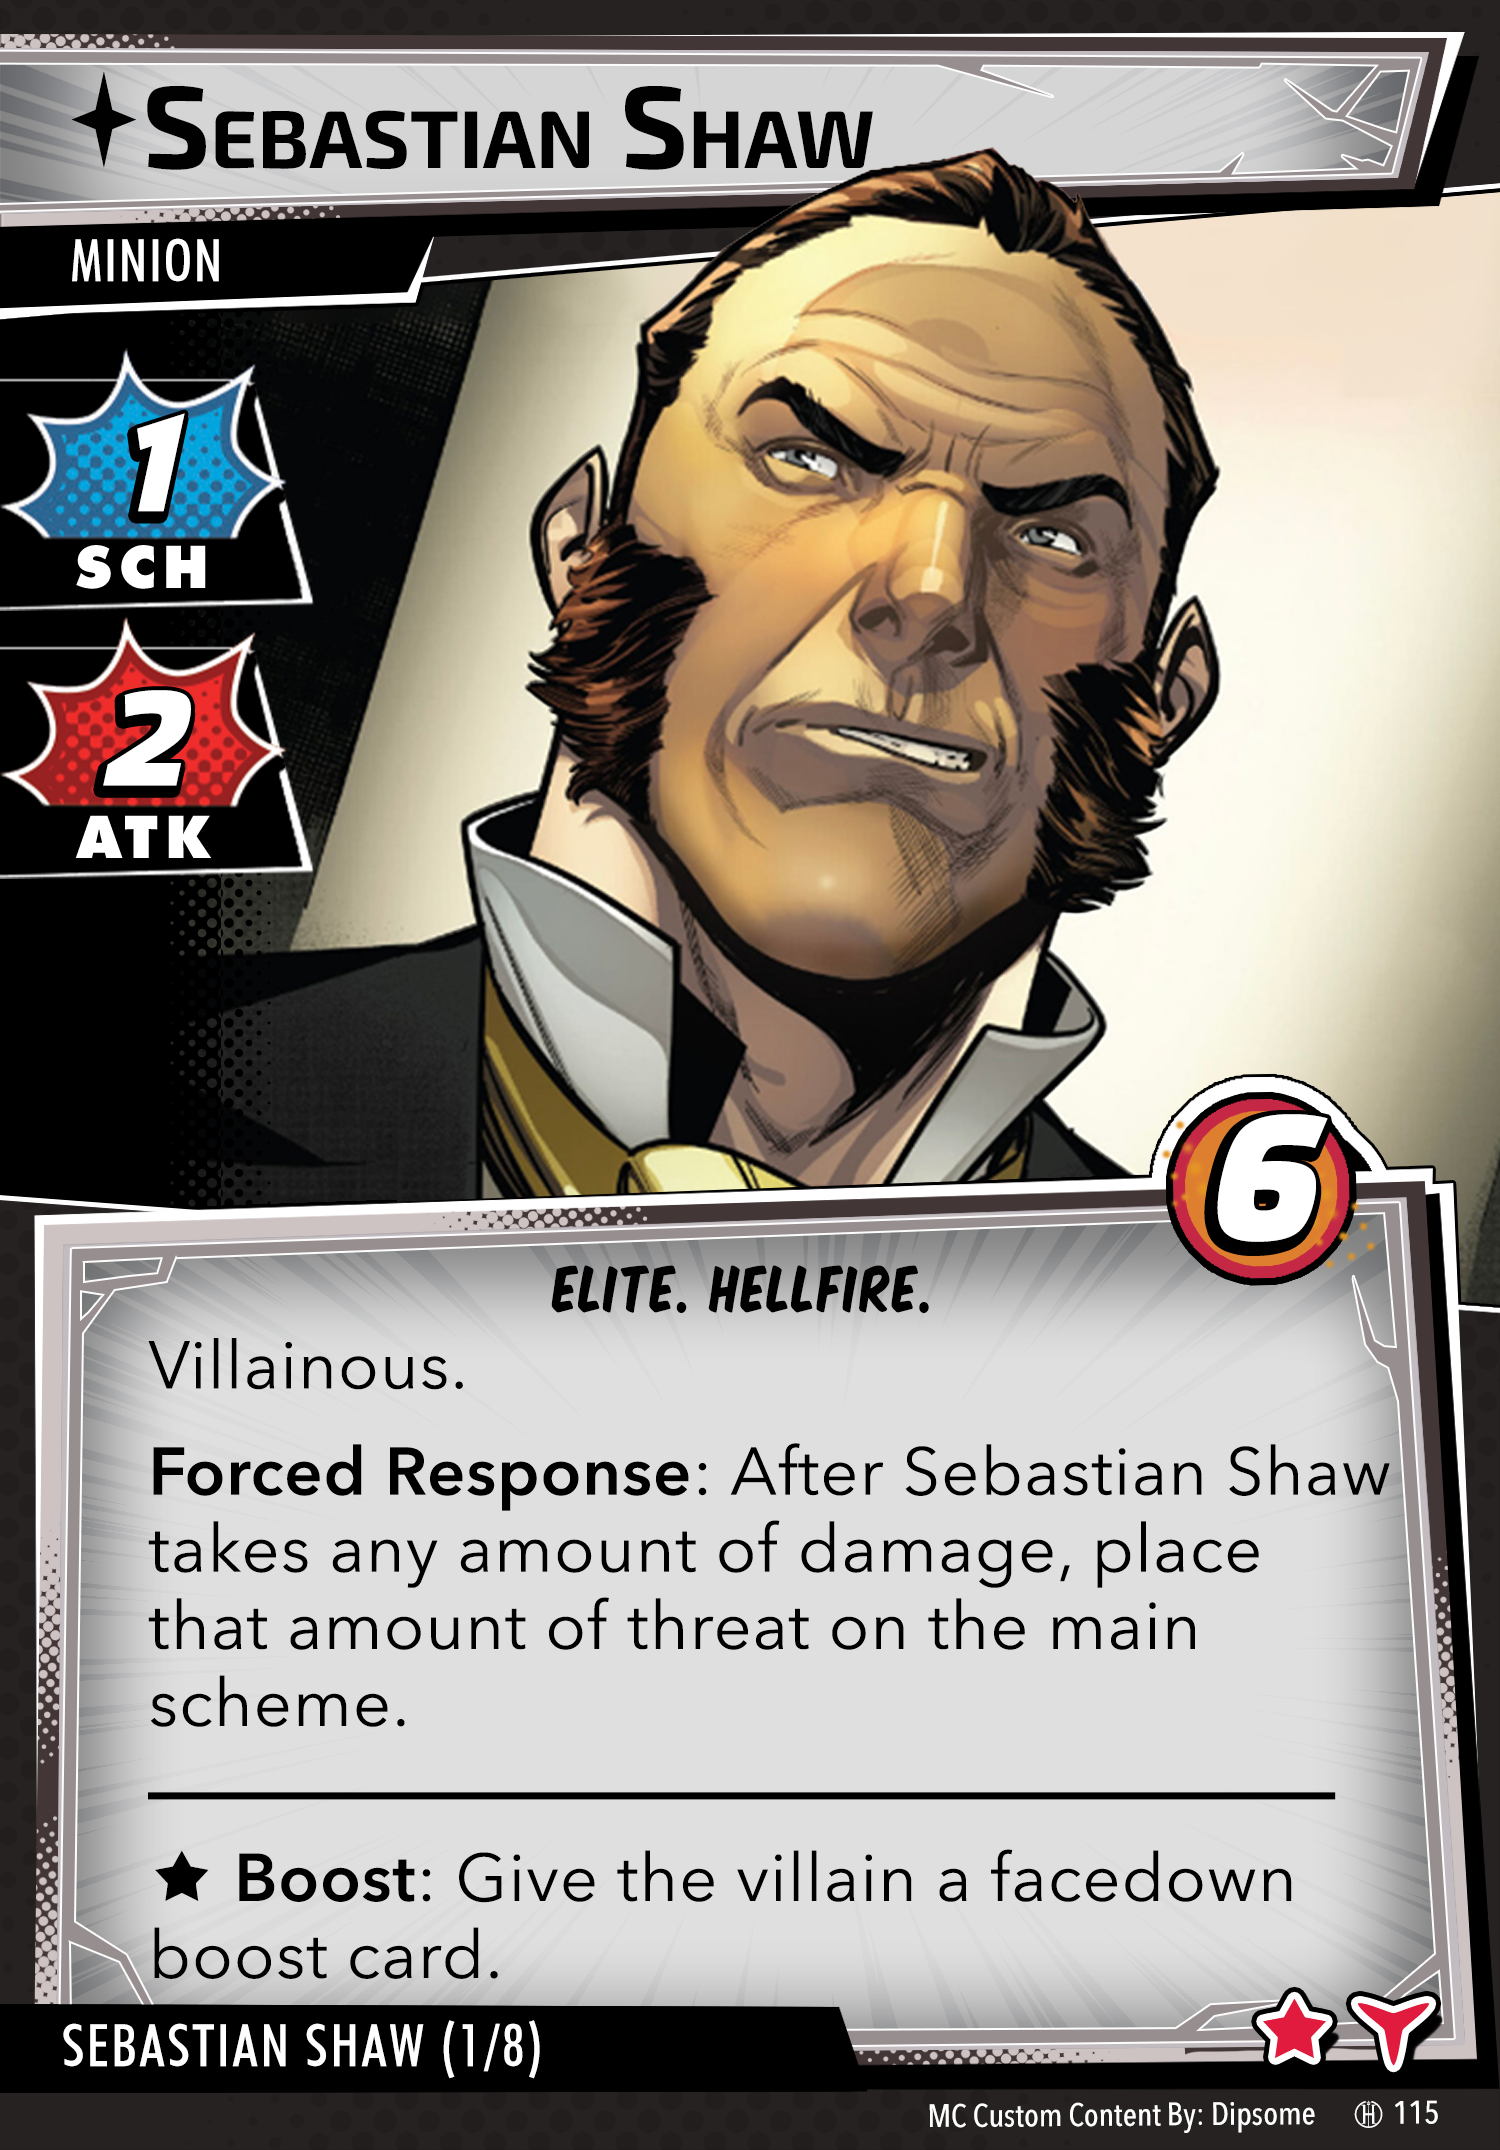 SEBASTIAN SHAW
MINION
1
SCH
2
ATK
6
ELITE. HELLFIRE.
Villainous.
Forced Response: After Sebastian Shaw
takes any amount of damage, place
that amount of threat on the main
scheme.
★ Boost: Give the villain a facedown
boost card.
SEBASTIAN SHAW (1/8)
MC Custom Content By: Dipsome 115